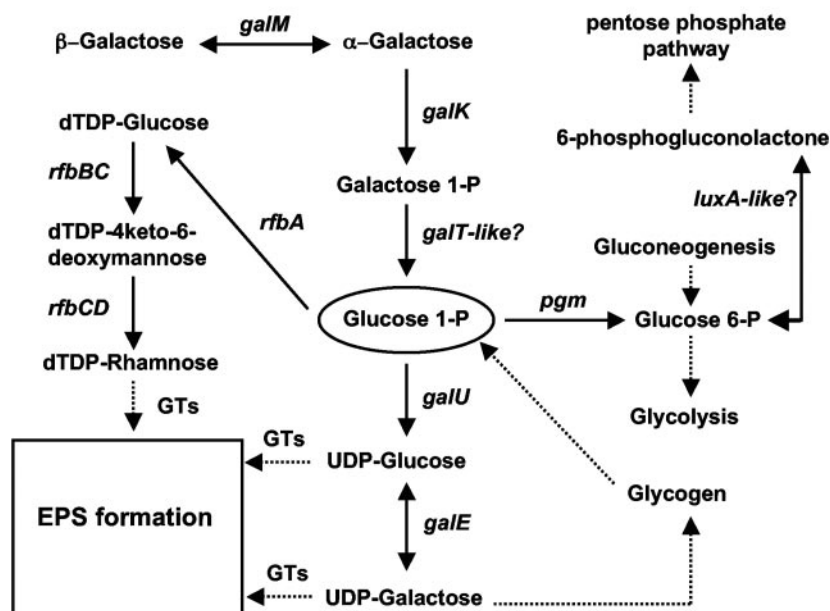 galM
β–Galactose
α-Galactose
pentose phosphate
pathway
dTDP-Glucose
galK
6-phosphogluconolactone
rfbBC
Galactose 1-P
luxA-like?
rfbA
dTDP-4keto-6-
deoxymannose
galT-like?
Gluconeogenesis
rfbCD
Glucose 1-P
pgm
Glucose 6-P
dTDP-Rhamnose
galU
GTs
Glycolysis
GTs
UDP-Glucose
EPS formation
Glycogen
galE
GTs
UDP-Galactose